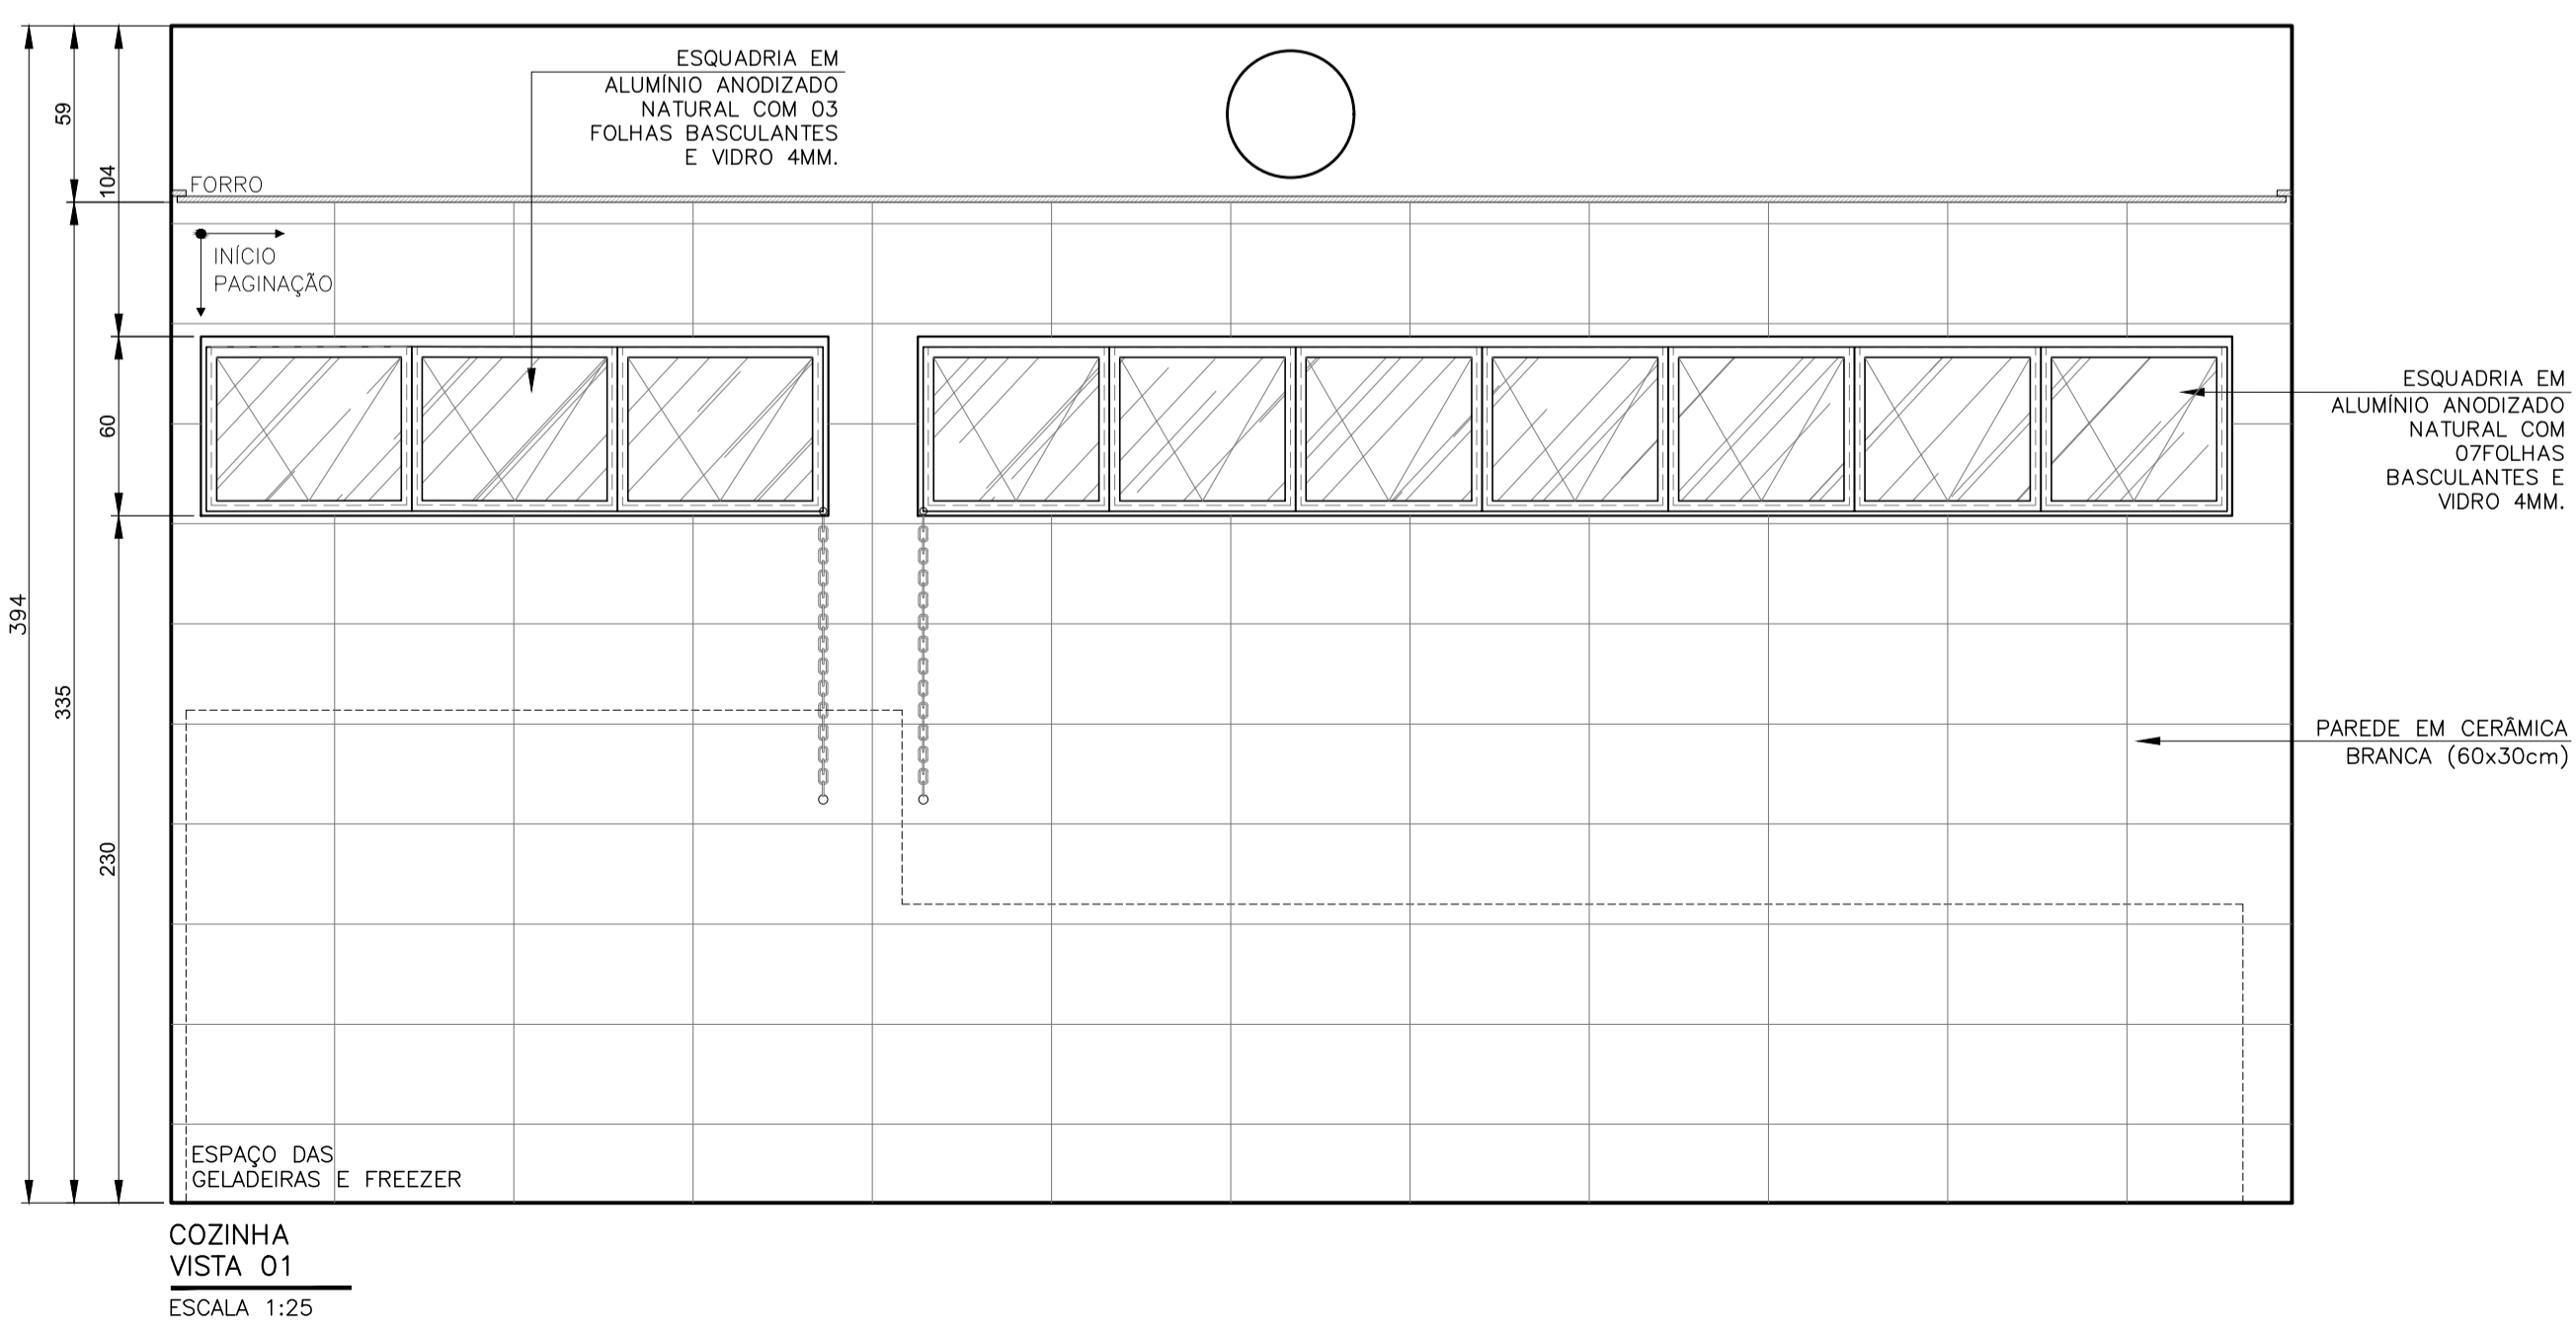 ESQUADRIA EM
ALUMÍNIO ANODIZADO
NATURAL COM 03
FOLHAS BASCULANTES
E VIDRO 4MM.
59
104
FORRO
INÍCIO
PAGINAÇÃO
60
394
335
230
ESQUADRIA EM
ALUMÍNIO ANODIZADO
NATURAL COM
07FOLHAS
BASCULANTES E
VIDRO 4MM.
PAREDE EM CERÂMICA
BRANCA (60x30cm)
ESPAÇO DAS
GELADEIRAS E FREEZER
COZINHA
VISTA 01
ESCALA 1:25